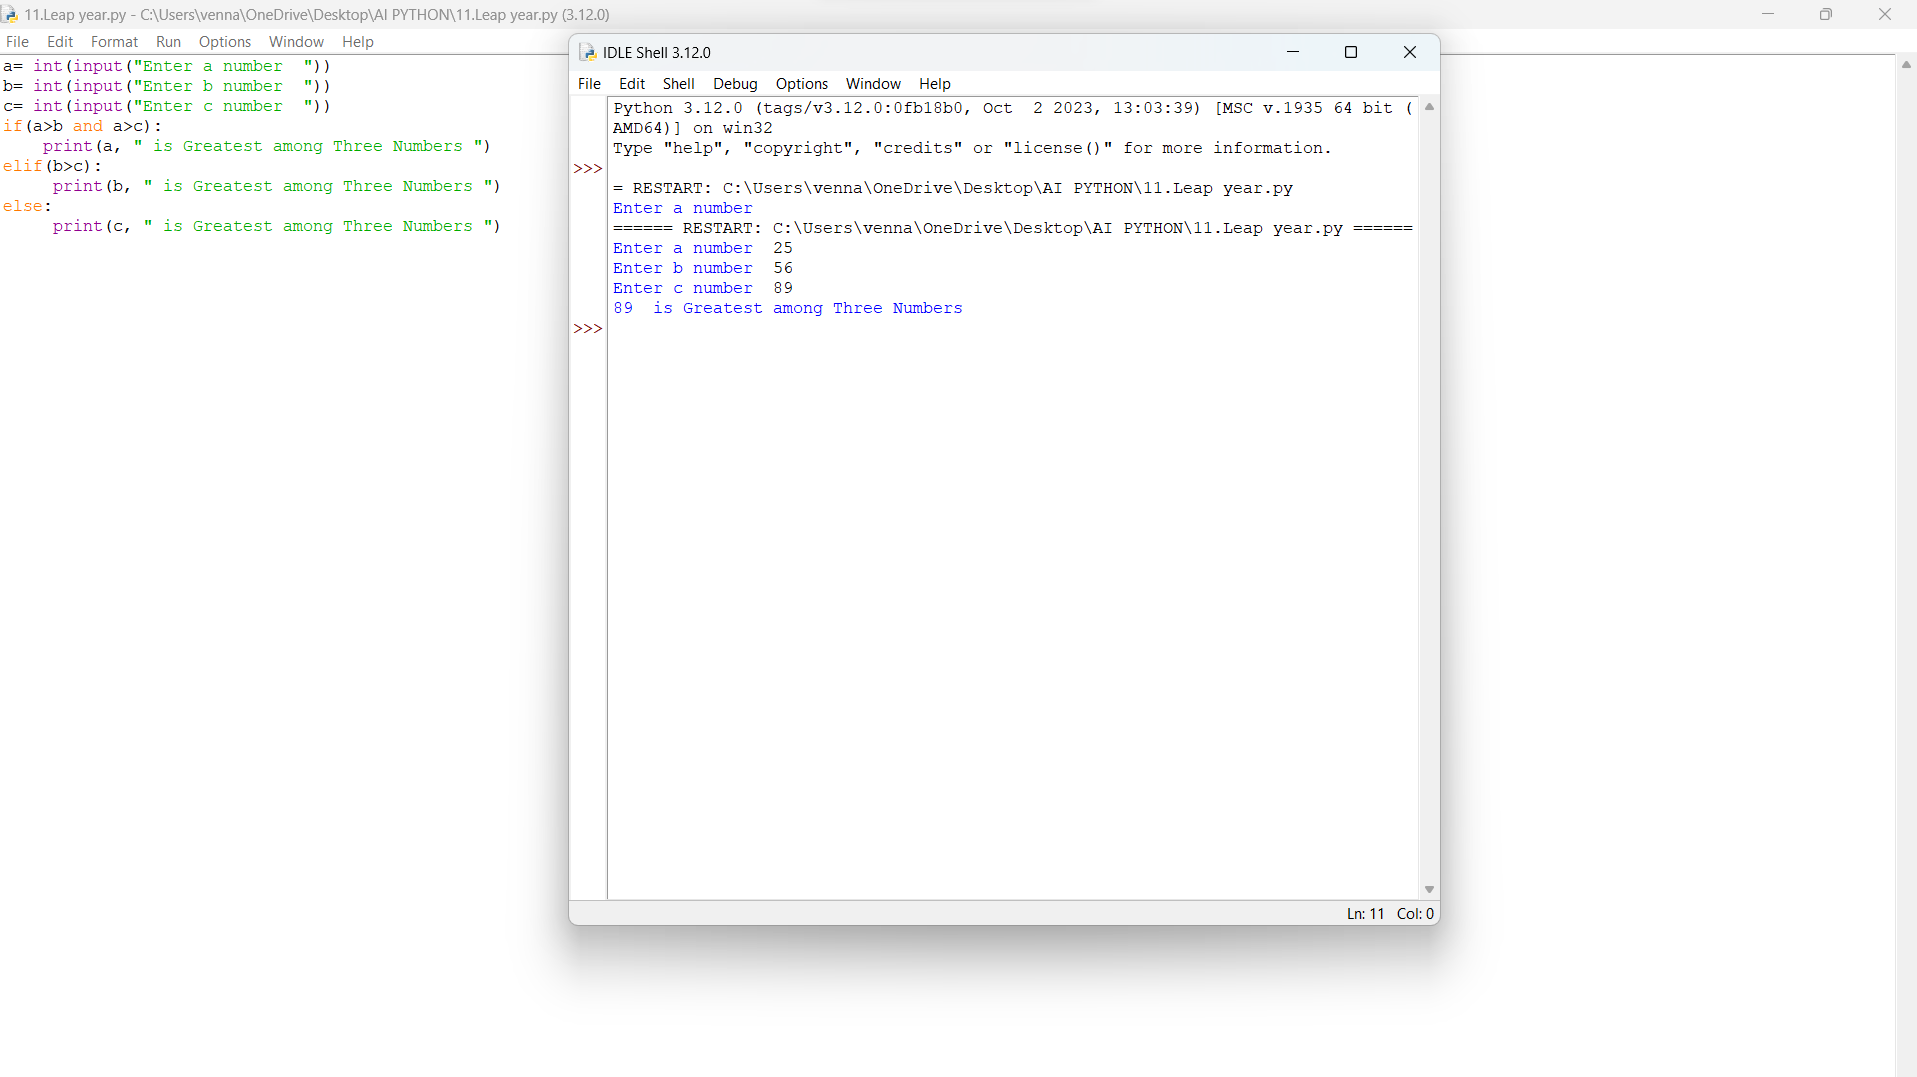 11.Leap year.py - C:\Users\venna\OneDrive\Desktop\AI PYTHON\11.Leap year.py (3.12.0)
File Edit Format Run Options Window Help
a= int(input("Enter a number  "))
b= int(input("Enter b number  "))
c= int(input("Enter c number  "))
if(a>b and a>c):
    print(a, " is Greatest among Three Numbers ")
elif(b>c):
     print(b, " is Greatest among Three Numbers ")
else:
     print(c, " is Greatest among Three Numbers ")
IDLE Shell 3.12.0
File Edit Shell Debug Options Window Help
Python 3.12.0 (tags/v3.12.0:0fb18b0, Oct  2 2023, 13:03:39) [MSC v.1935 64 bit (
AMD64)] on win32
Type "help", "copyright", "credits" or "license()" for more information.
>>>
= RESTART: C:\Users\venna\OneDrive\Desktop\AI PYTHON\11.Leap year.py
Enter a number
====== RESTART: C:\Users\venna\OneDrive\Desktop\AI PYTHON\11.Leap year.py ======
Enter a number  25
Enter b number  56
Enter c number  89
89  is Greatest among Three Numbers
>>>
Ln: 11 Col: 0